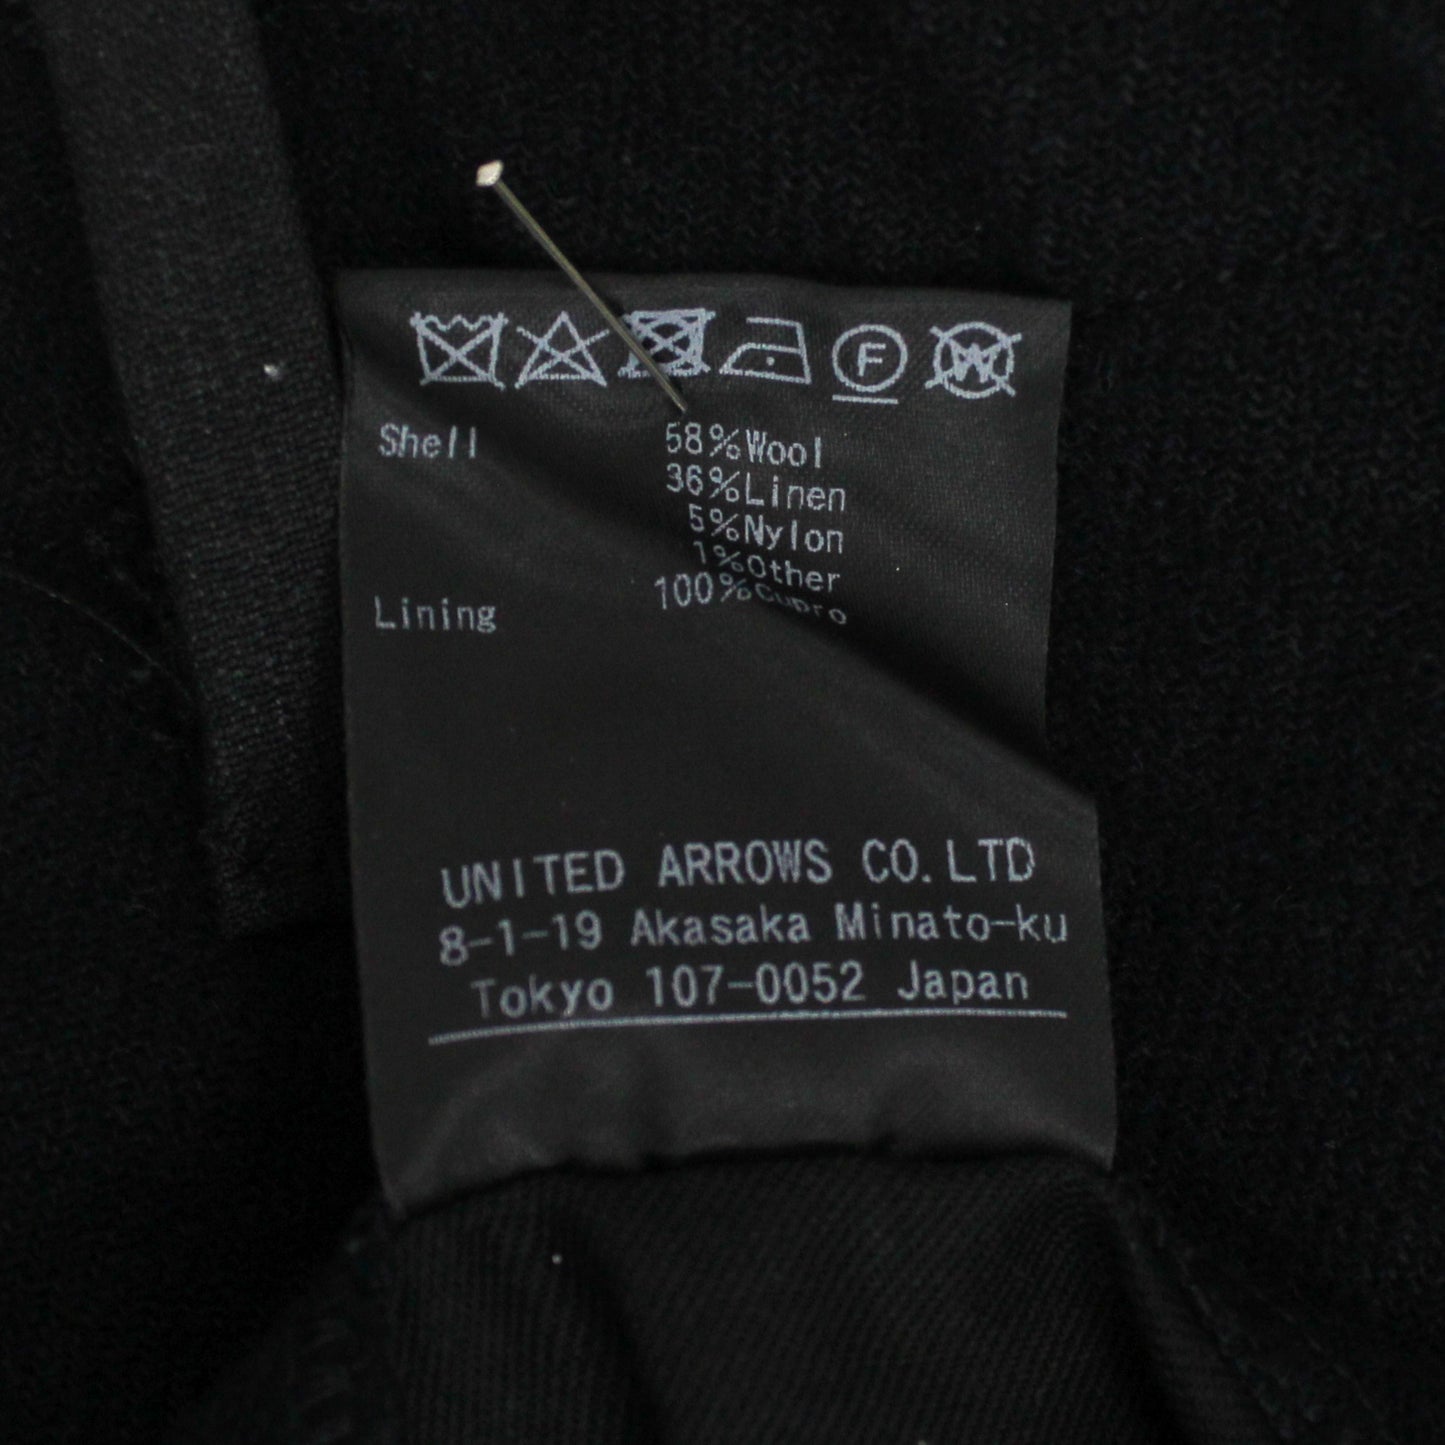 F W
Shell 58%Wool
36%Linen
5%Nylon
1%Other
Lining 100%Cupro
UNITED ARROWS CO.LTD
8-1-19 Akasaka Minato-ku
Tokyo 107-0052 Japan